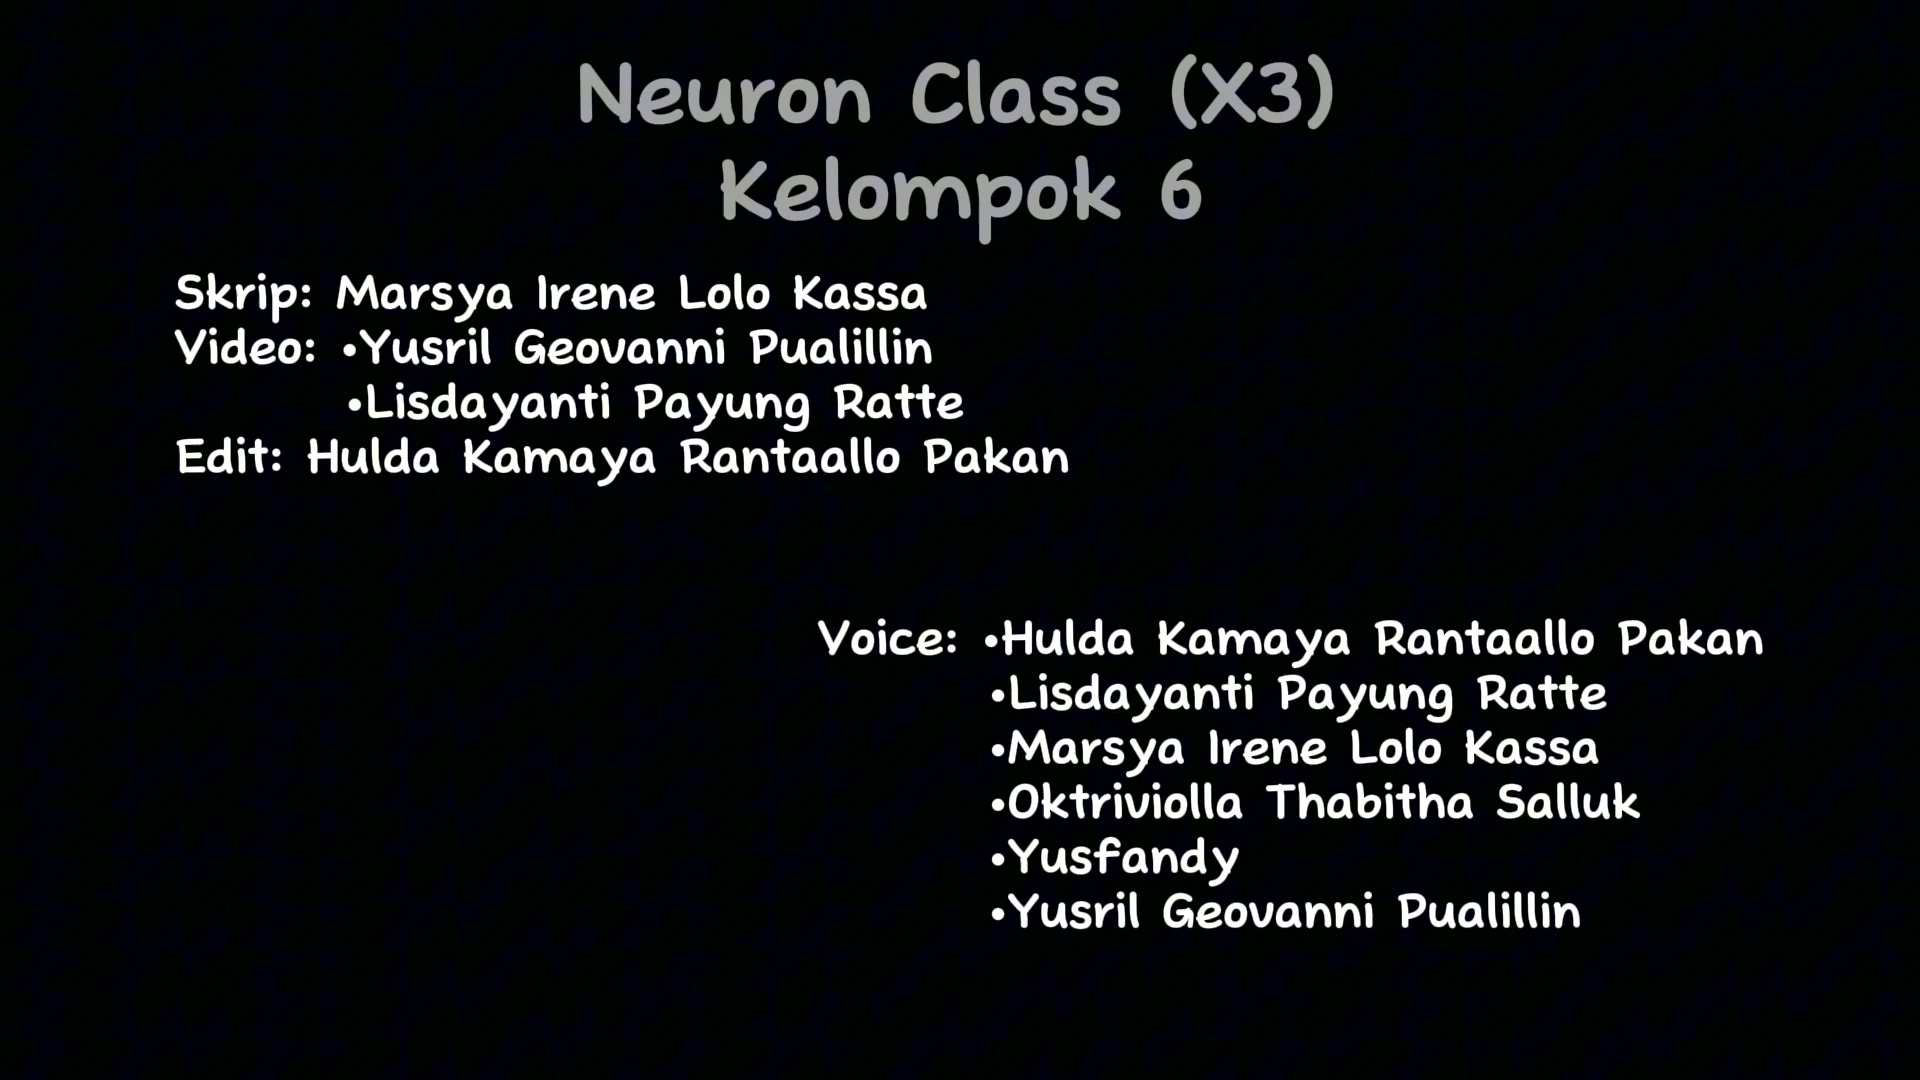 Neuron Class (X3)
Kelompok 6
Skrip: Marsya Irene Lolo Kassa
Video: •Yusril Geovanni Pualillin
•Lisdayanti Payung Ratte
Edit: Hulda Kamaya Rantaallo Pakan
Voice: •Hulda Kamaya Rantaallo Pakan
•Lisdayanti Payung Ratte
•Marsya Irene Lolo Kassa
•Oktriviolla Thabitha Salluk
•Yusfandy
•Yusril Geovanni Pualillin